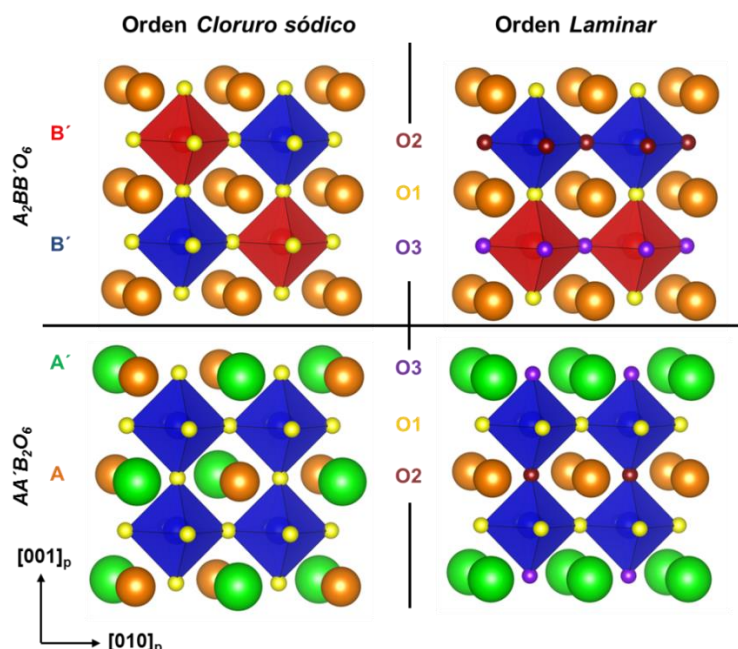 Orden Cloruro sódico
Orden Laminar
A₂BB´O₆
B´
B´
O2
O1
O3
AA´B₂O₆
A´
A
O3
O1
O2
[001]ₚ
[010]ₚ